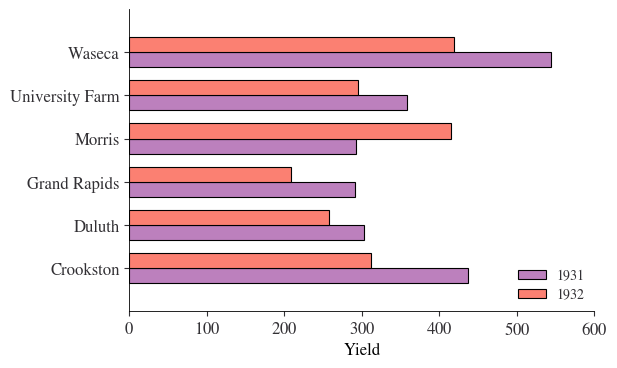 Waseca
University Farm
Morris
Grand Rapids
Duluth
Crookston
1931
1932
0 100 200 300 400 500 600
Yield